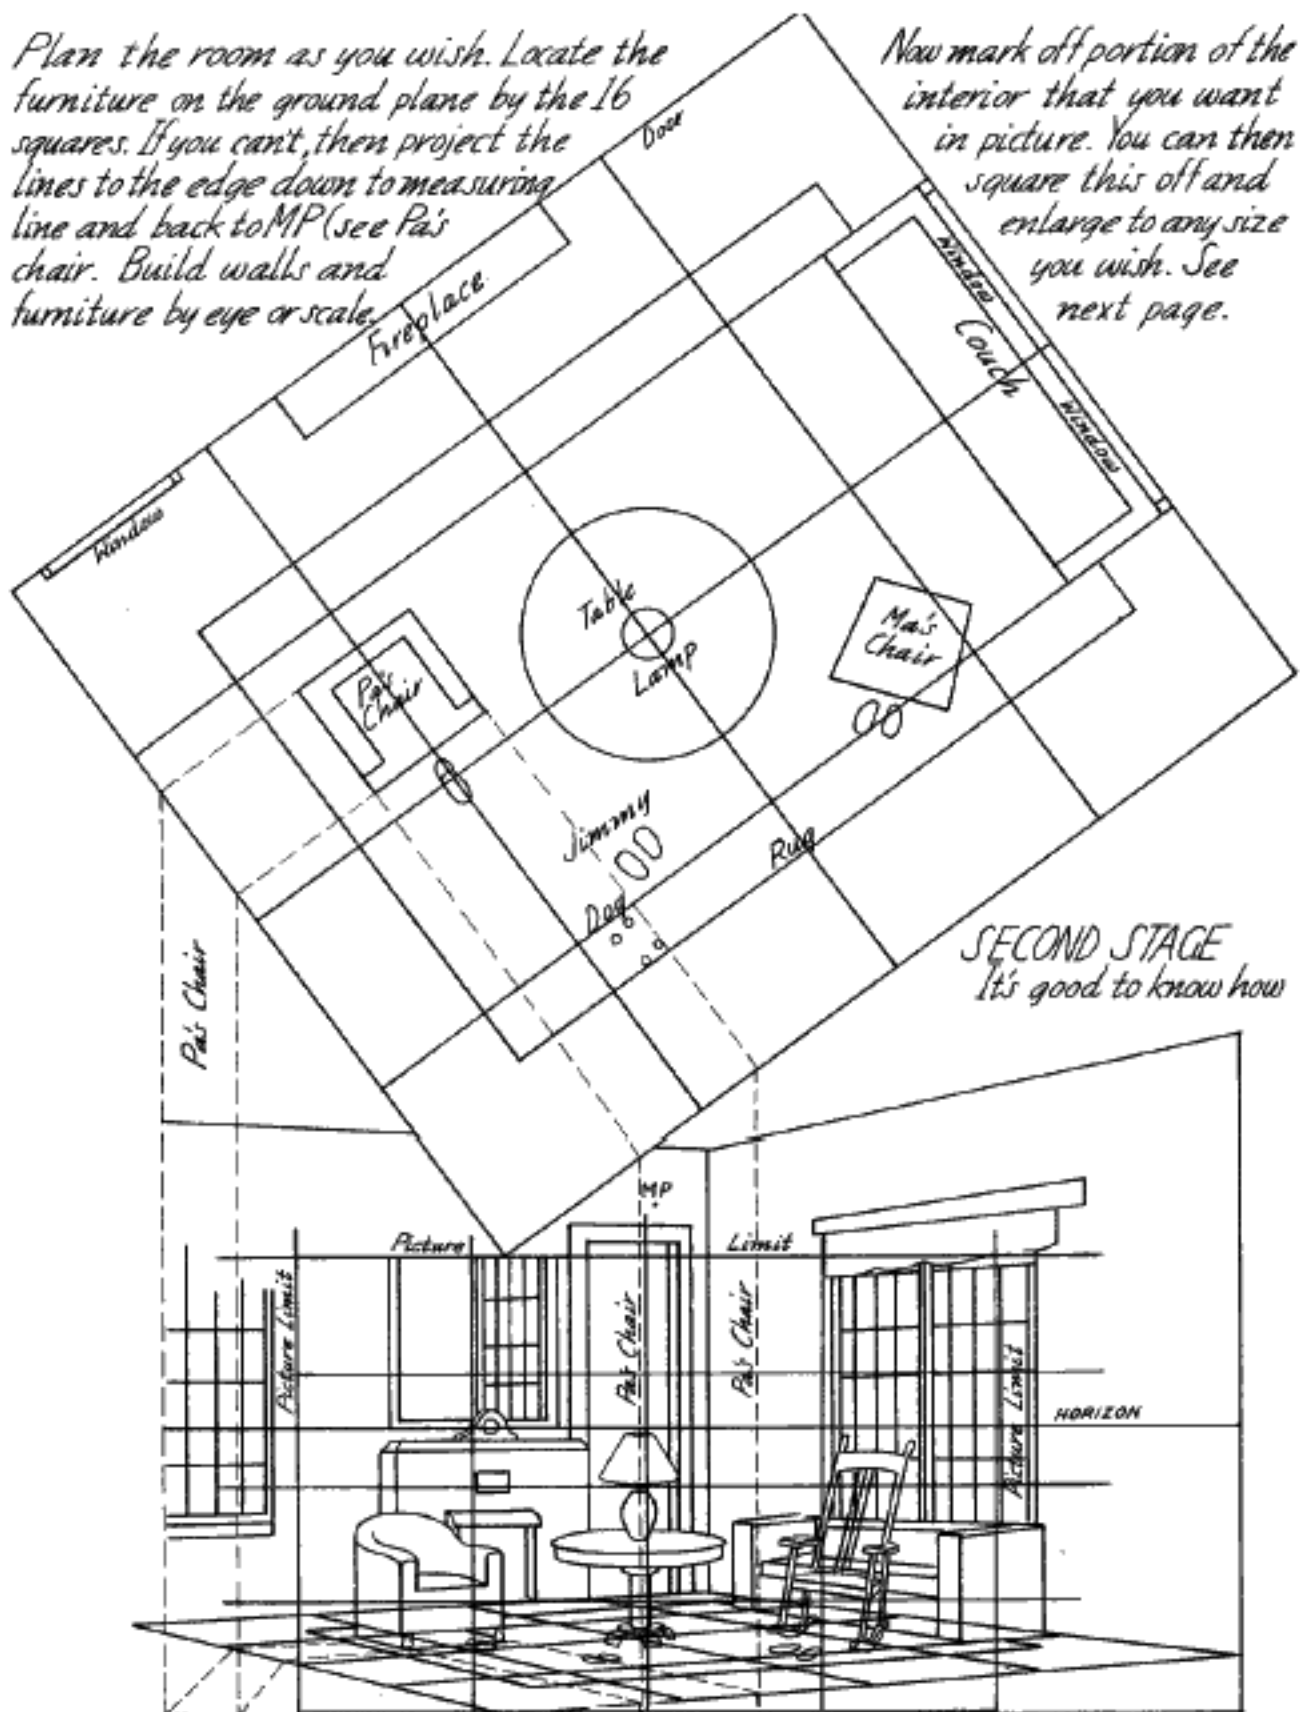 Plan the room as you wish. Locate the
furniture on the ground plane by the 16
squares. If you can't, then project the
lines to the edge down to measuring
line and back to MP (see Pa's
chair. Build walls and
furniture by eye or scale.
Now mark off portion of the
interior that you want
in picture. You can then
square this off and
enlarge to any size
you wish. See
next page.
Door
Fireplace
Window
Window
Couch
Window
Table
Lamp
Ma's
Chair
Pa's
Chair
Jimmy
Dog
Rug
SECOND STAGE
It's good to know how
Pa's Chair
MP
Picture Limit
Picture Limit
Pa's Chair
Pa's Chair
Picture Limit
HORIZON